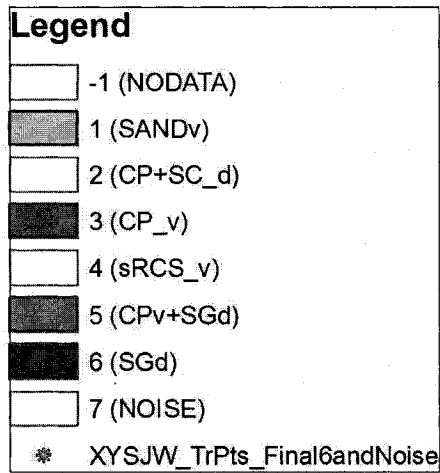 Legend
-1 (NODATA)
1 (SANDv)
2 (CP+SC_d)
3 (CP_v)
4 (sRCS_v)
5 (CPv+SGd)
6 (SGd)
7 (NOISE)
XYSJW_TrPts_Final6andNoise